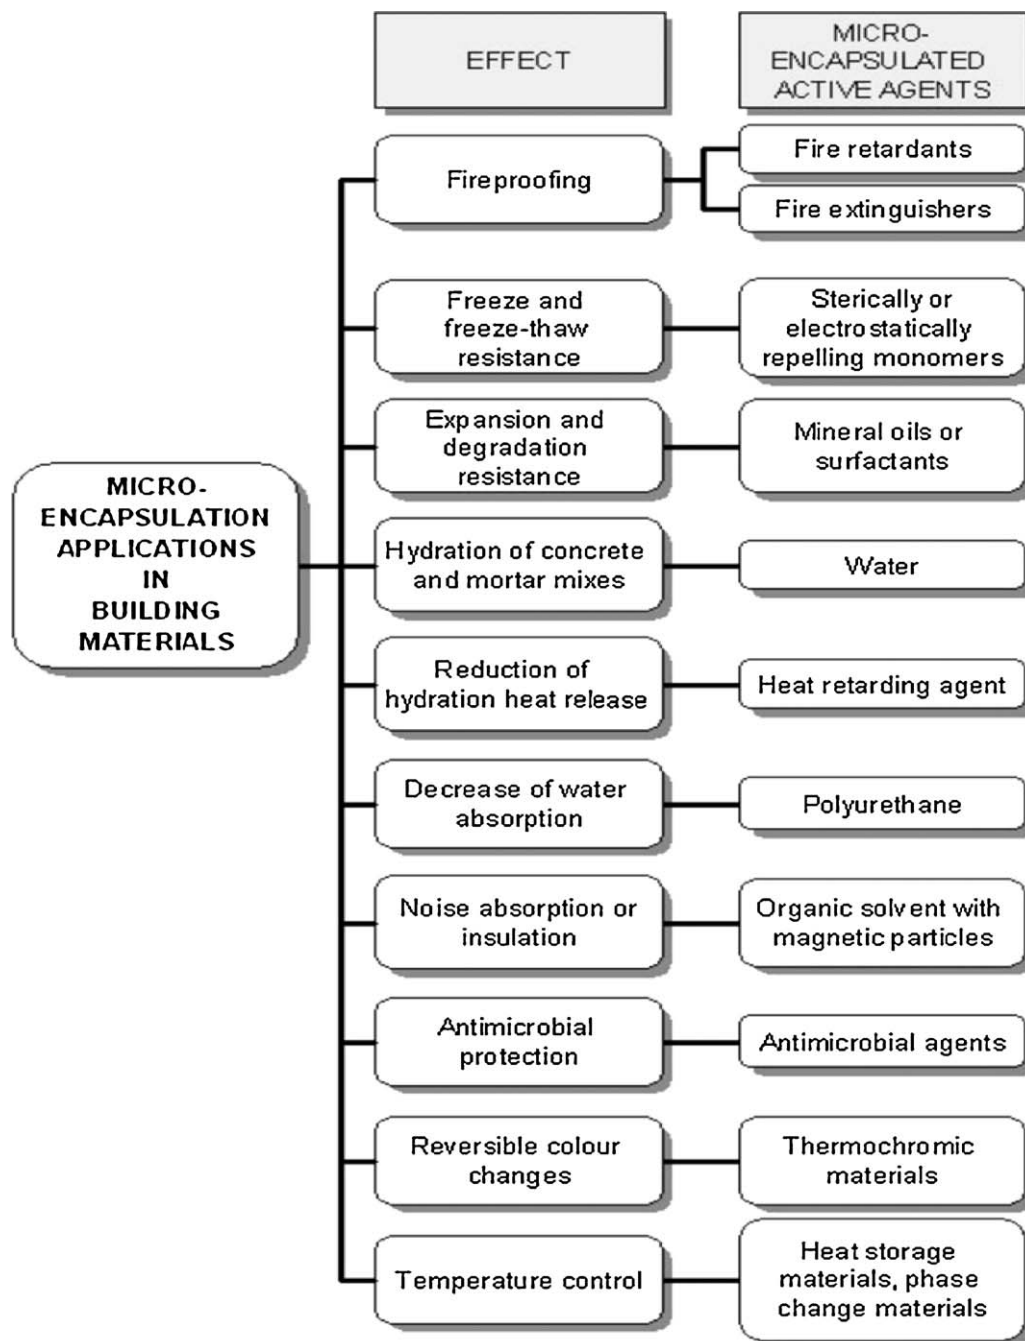 EFFECT
MICRO-
ENCAPSULATED
ACTIVE AGENTS
Fireproofing
Fire retardants
Fire extinguishers
Freeze and
freeze-thaw
resistance
Sterically or
electrostatically
repelling monomers
Expansion and
degradation
resistance
Mineral oils or
surfactants
MICRO-
ENCAPSULATION
APPLICATIONS
IN
BUILDING
MATERIALS
Hydration of concrete
and mortar mixes
Water
Reduction of
hydration heat release
Heat retarding agent
Decrease of water
absorption
Polyurethane
Noise absorption or
insulation
Organic solvent with
magnetic particles
Antimicrobial
protection
Antimicrobial agents
Reversible colour
changes
Thermochromic
materials
Temperature control
Heat storage
materials, phase
change materials